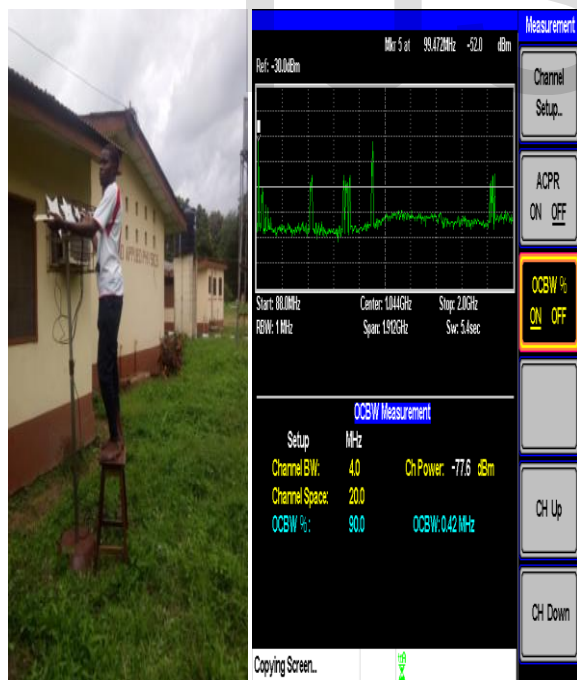 Measurement
Mkr 5 at 99.472MHz -52.0 dBm
Ref: -30.0dBm
Channel
Setup...
ACPR
ON OFF
OCBW %
ON OFF
Start: 88.0MHz Center: 1.044GHz Stop: 2.0GHz
RBW: 1 MHz Span: 1.912GHz Sw: 5.4sec
OCBW Measurement
Setup MHz
Channel BW: 4.0 Ch Power: -77.6 dBm
Channel Space: 20.0
OCBW %: 90.0 OCBW: 0.42 MHz
CH Up
CH Down
Copying Screen...
APPLIED PHYSICS